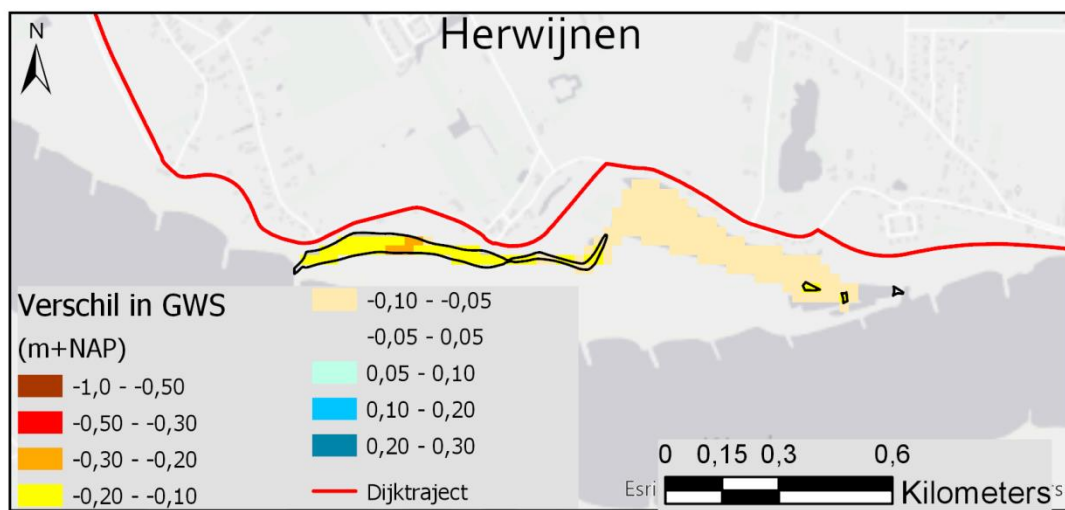 Herwijnen
N
Verschil in GWS
(m+NAP)
-1,0 - -0,50
-0,50 - -0,30
-0,30 - -0,20
-0,20 - -0,10
-0,10 - -0,05
-0,05 - 0,05
0,05 - 0,10
0,10 - 0,20
0,20 - 0,30
Dijktraject
0 0,15 0,3 0,6
Esri Kilometers